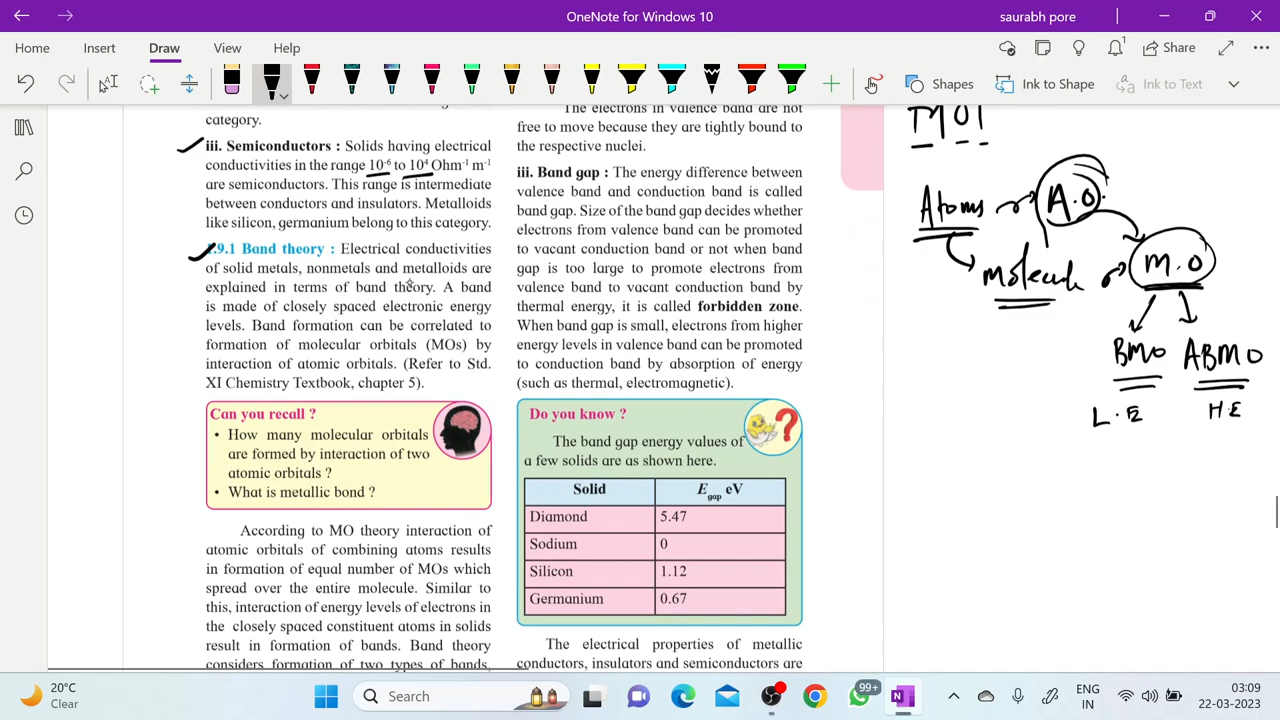 OneNote for Windows 10
saurabh pore
Home
Insert
Draw
View
Help
Share
Shapes
Ink to Shape
Ink to Text
category.
iii. Semiconductors : Solids having electrical
conductivities in the range 10-6 to 104 Ohm-1 m-1
are semiconductors. This range is intermediate
between conductors and insulators. Metalloids
like silicon, germanium belong to this category.
.9.1 Band theory : Electrical conductivities
of solid metals, nonmetals and metalloids are
explained in terms of band theory. A band
is made of closely spaced electronic energy
levels. Band formation can be correlated to
formation of molecular orbitals (MOs) by
interaction of atomic orbitals. (Refer to Std.
XI Chemistry Textbook, chapter 5).
Can you recall ?
• How many molecular orbitals
are formed by interaction of two
atomic orbitals ?
• What is metallic bond ?
According to MO theory interaction of
atomic orbitals of combining atoms results
in formation of equal number of MOs which
spread over the entire molecule. Similar to
this, interaction of energy levels of electrons in
the closely spaced constituent atoms in solids
result in formation of bands. Band theory
considers formation of two types of bands,
The electrons in valence band are not
free to move because they are tightly bound to
the respective nuclei.
iii. Band gap : The energy difference between
valence band and conduction band is called
band gap. Size of the band gap decides whether
electrons from valence band can be promoted
to vacant conduction band or not when band
gap is too large to promote electrons from
valence band to vacant conduction band by
thermal energy, it is called forbidden zone.
When band gap is small, electrons from higher
energy levels in valence band can be promoted
to conduction band by absorption of energy
(such as thermal, electromagnetic).
Do you know ?
The band gap energy values of
a few solids are as shown here.
Solid Egap eV
Diamond 5.47
Sodium 0
Silicon 1.12
Germanium 0.67
The electrical properties of metallic
conductors, insulators and semiconductors are
Atoms A.O
molecule M.O
BMO ABMO
L.E H.E
20°C
Clear
Search
99+
ENG
IN
03:09
22-03-2023